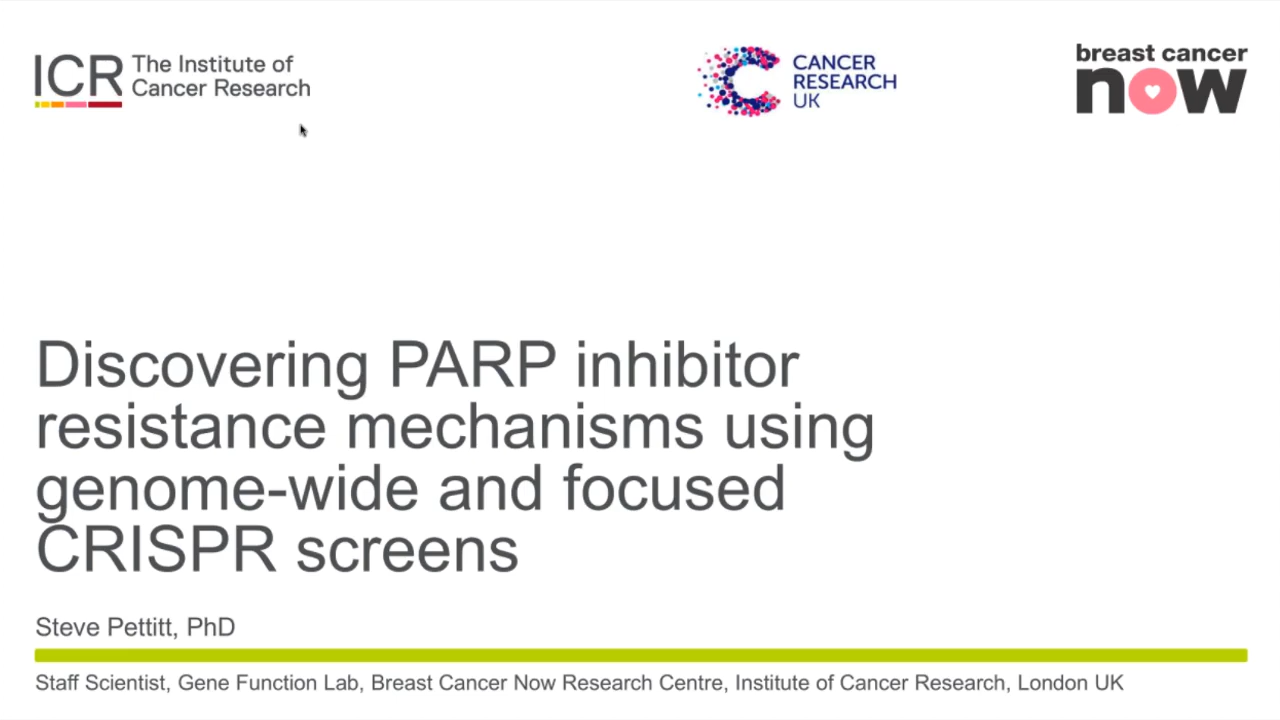 ICR The Institute of
Cancer Research
CANCER
RESEARCH
UK
breast cancer
now
Discovering PARP inhibitor
resistance mechanisms using
genome-wide and focused
CRISPR screens
Steve Pettitt, PhD
Staff Scientist, Gene Function Lab, Breast Cancer Now Research Centre, Institute of Cancer Research, London UK